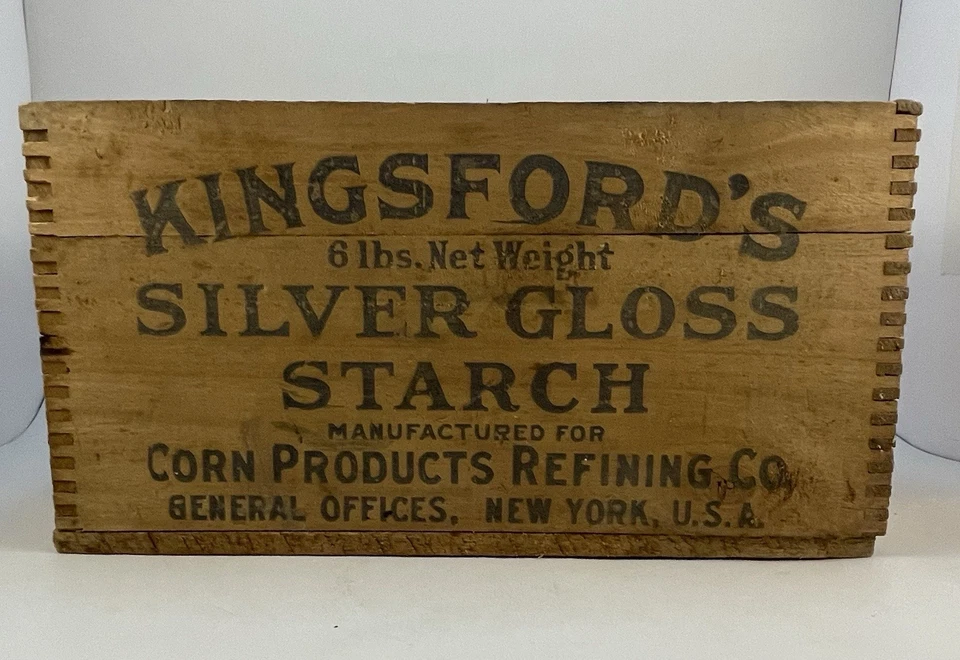 KINGSFORD'S
6 lbs. Net Weight
SILVER GLOSS
STARCH
MANUFACTURED FOR
CORN PRODUCTS REFINING CO.
GENERAL OFFICES, NEW YORK, U.S.A.